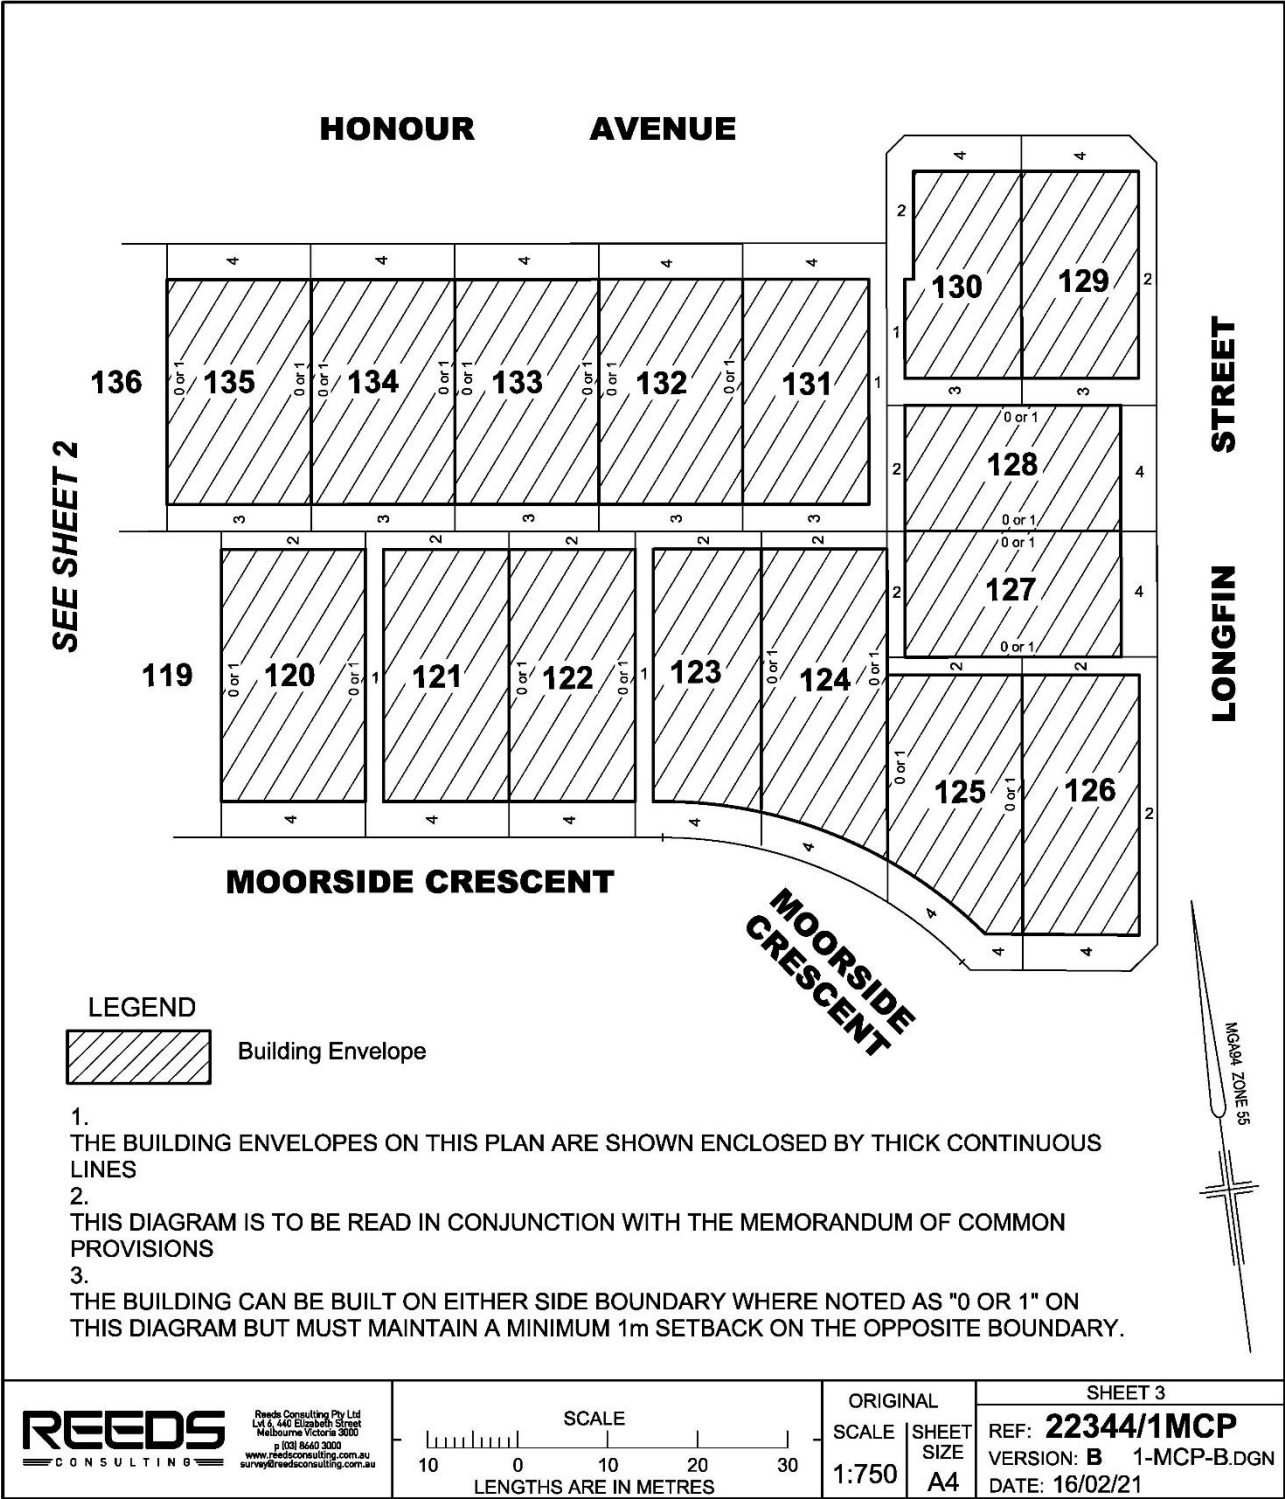 HONOUR AVENUE
4 4
2
4 4 4 4 4
130 129 2
STREET
1
136 0 or 1 135 0 or 1 0 or 1 134 0 or 1 0 or 1 133 0 or 1 0 or 1 132 0 or 1 131 1
3 3
0 or 1
SEE SHEET 2
2 128 4
3 3 3 3 3
0 or 1
2 2 2 2 2
0 or 1
2 127 4
LONGFIN
0 or 1
119 0 or 1 120 0 or 1 1 121 0 or 1 122 0 or 1 1 123 0 or 1 124 0 or 1
2 2
0 or 1 125 0 or 1 126 2
4 4 4 4 4 4 4 4
MOORSIDE CRESCENT
MOORSIDE
CRESCENT
MGA94 ZONE 55
LEGEND
Building Envelope
1.
THE BUILDING ENVELOPES ON THIS PLAN ARE SHOWN ENCLOSED BY THICK CONTINUOUS
LINES
2.
THIS DIAGRAM IS TO BE READ IN CONJUNCTION WITH THE MEMORANDUM OF COMMON
PROVISIONS
3.
THE BUILDING CAN BE BUILT ON EITHER SIDE BOUNDARY WHERE NOTED AS "0 OR 1" ON
THIS DIAGRAM BUT MUST MAINTAIN A MINIMUM 1m SETBACK ON THE OPPOSITE BOUNDARY.
REEDS
CONSULTING
Reeds Consulting Pty Ltd
Lvl 6, 440 Elizabeth Street
Melbourne Victoria 3000
p (03) 8660 3000
www.reedsconsulting.com.au
survey@reedsconsulting.com.au
SCALE
10 0 10 20 30
LENGTHS ARE IN METRES
ORIGINAL
SCALE
1:750
SHEET
SIZE
A4
SHEET 3
REF: 22344/1MCP
VERSION: B 1-MCP-B.DGN
DATE: 16/02/21